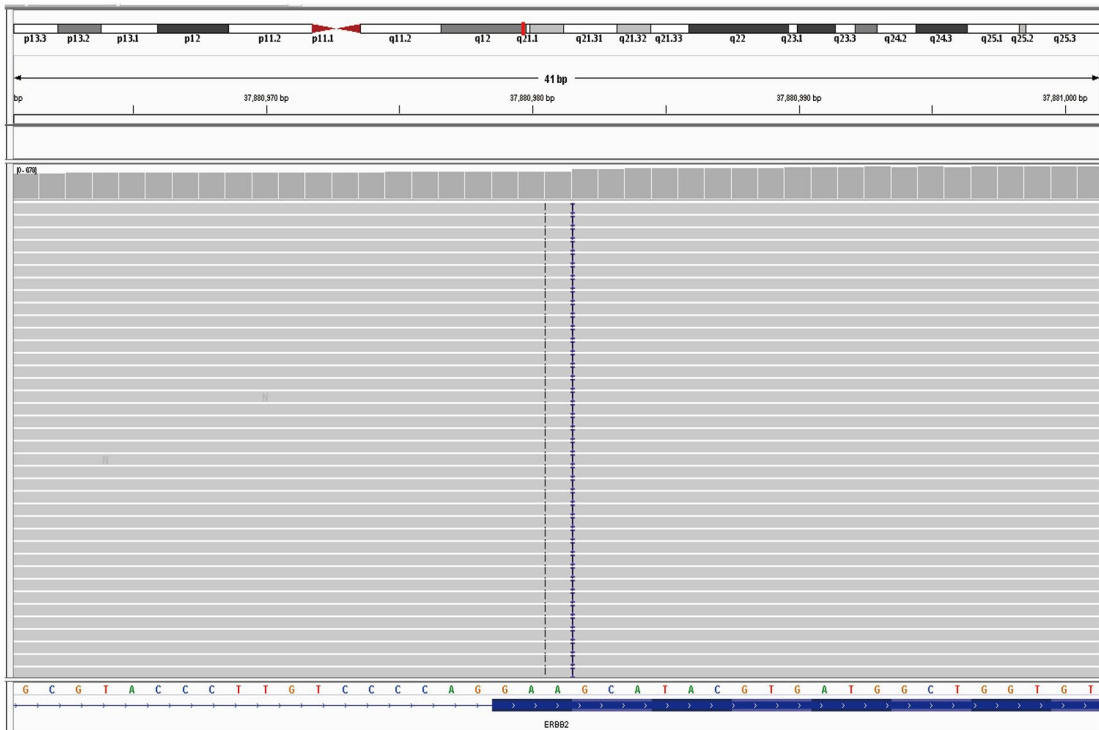 p13.3 p13.2 p13.1 p12 p11.2 p11.1 q11.2 q12 q21.1 q21.31 q21.32 q21.33 q22 q23.1 q23.3 q24.2 q24.3 q25.1 q25.2 q25.3
41 bp
bp 37,880,970 bp 37,880,980 bp 37,880,990 bp 37,881,000 bp
[0 - 678]
N
N
G C G T A C C C T T G T C C C C A G G A A G C A T A C G T G A T G G C T G G T G T
ERBB2